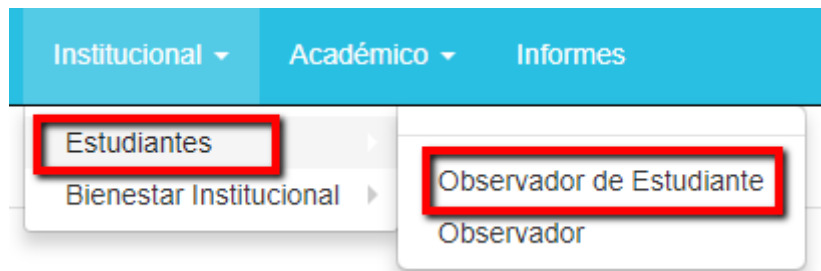 Institucional Académico Informes
Estudiantes
Bienestar Institucional
Observador de Estudiante
Observador